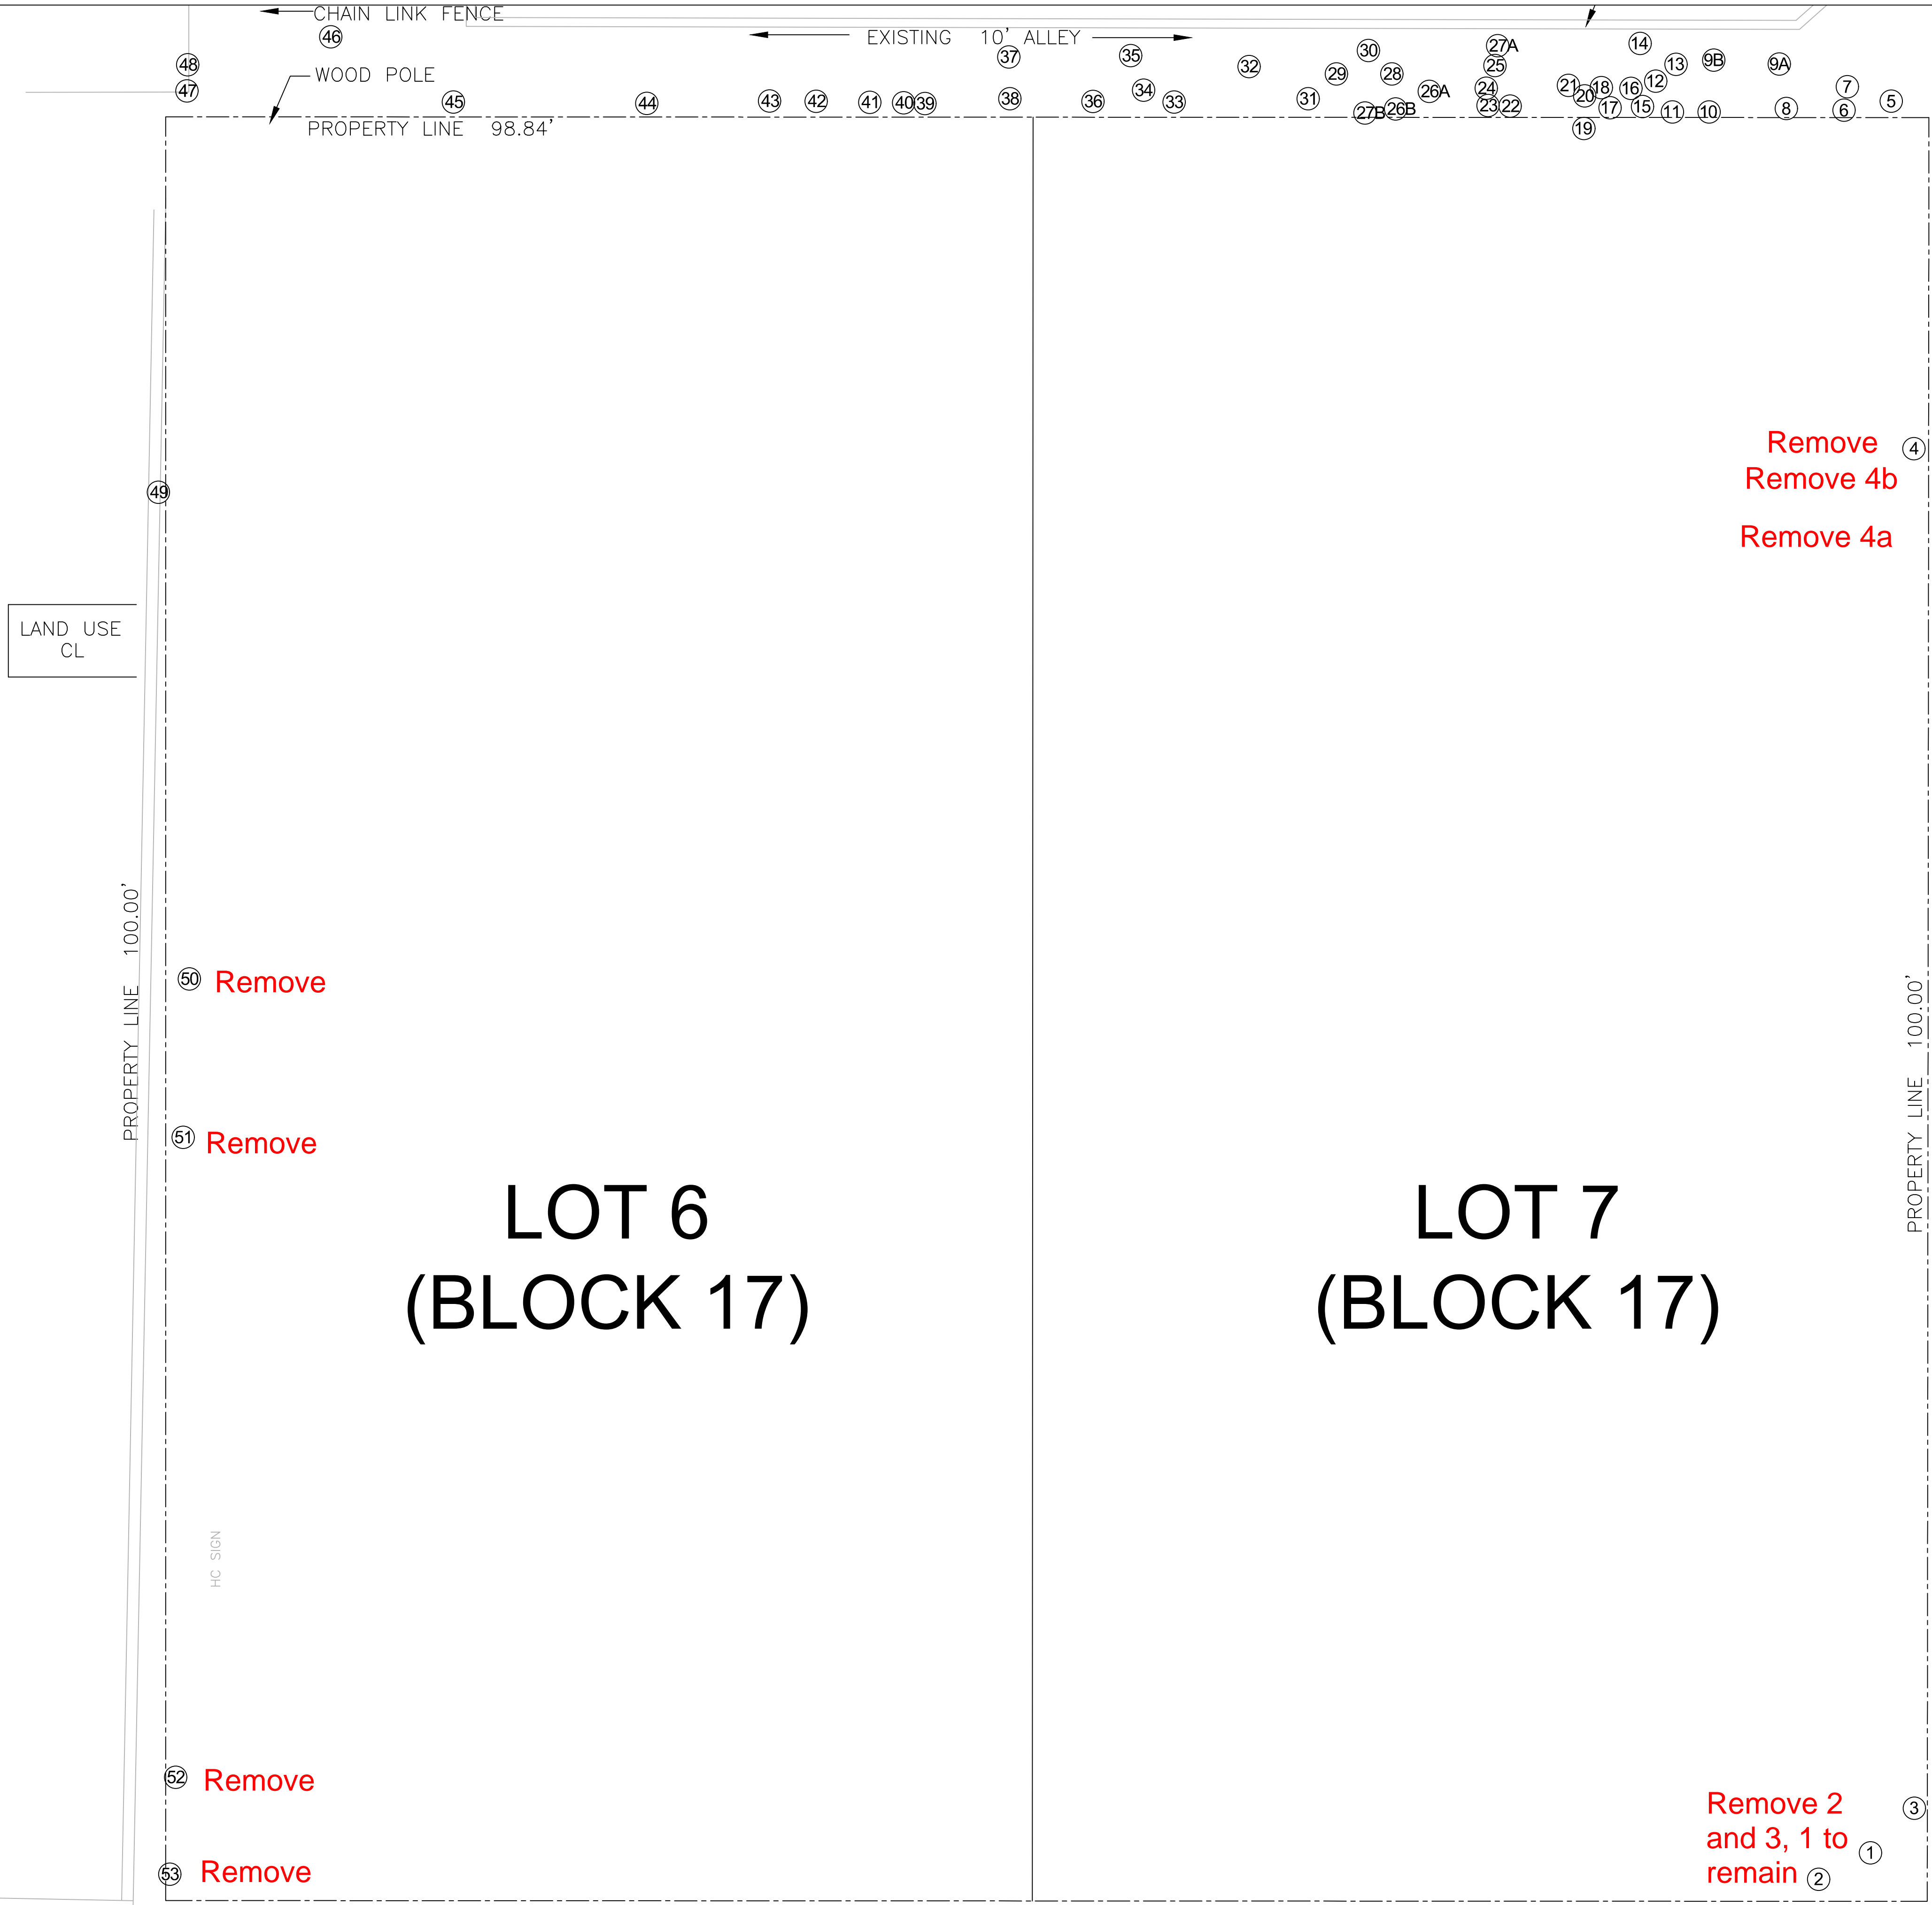 CHAIN LINK FENCE
46
EXISTING 10' ALLEY
37
35
32
30
27A
25
14
13
9B
9A
48
WOOD POLE
29
28
24
21
18
16
12
7
47
45
44
43
42
41
40
39
38
36
34
33
31
27B
26B
26A
23
22
20
17
15
11
10
8
6
5
PROPERTY LINE 98.84'
19
Remove
4
Remove 4b
Remove 4a
49
LAND USE
CL
PROPERTY LINE 100.00'
50 Remove
51 Remove
PROPERTY LINE 100.00'
LOT 6
(BLOCK 17)
LOT 7
(BLOCK 17)
HC SIGN
52 Remove
53 Remove
Remove 2
and 3, 1 to
remain
3
1
2